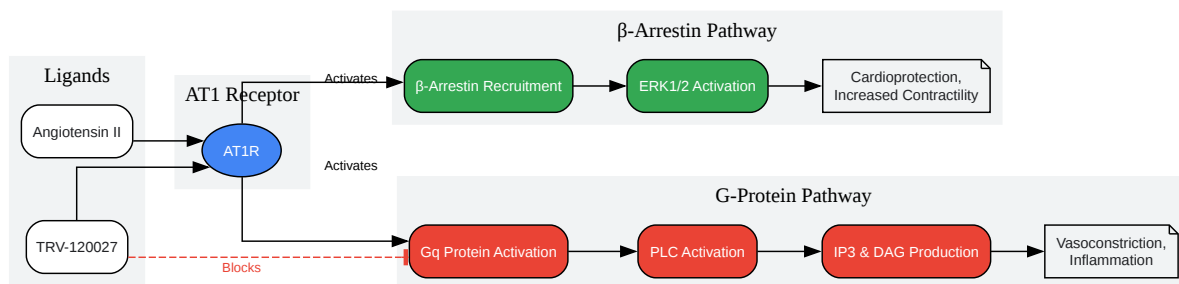 β-Arrestin Pathway
Ligands
AT1 Receptor
Activates
β-Arrestin Recruitment
ERK1/2 Activation
Cardioprotection,
Increased Contractility
Angiotensin II
AT1R
Activates
G-Protein Pathway
TRV-120027
Blocks
Gq Protein Activation
PLC Activation
IP3 & DAG Production
Vasoconstriction,
Inflammation